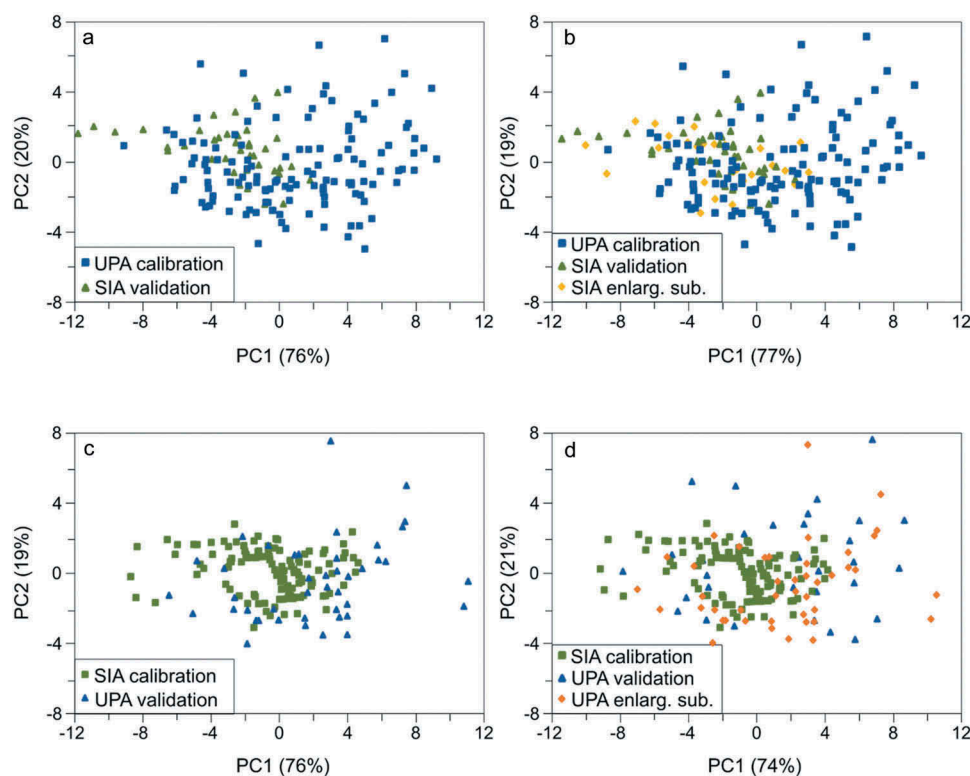 a
8
4
0
-4
-8
PC2 (20%)
UPA calibration
SIA validation
-12 -8 -4 0 4 8 12
PC1 (76%)
b
8
4
0
-4
-8
PC2 (19%)
UPA calibration
SIA validation
SIA enlarg. sub.
-12 -8 -4 0 4 8 12
PC1 (77%)
c
8
4
0
-4
-8
PC2 (19%)
SIA calibration
UPA validation
-12 -8 -4 0 4 8 12
PC1 (76%)
d
8
4
0
-4
-8
PC2 (21%)
SIA calibration
UPA validation
UPA enlarg. sub.
-12 -8 -4 0 4 8 12
PC1 (74%)